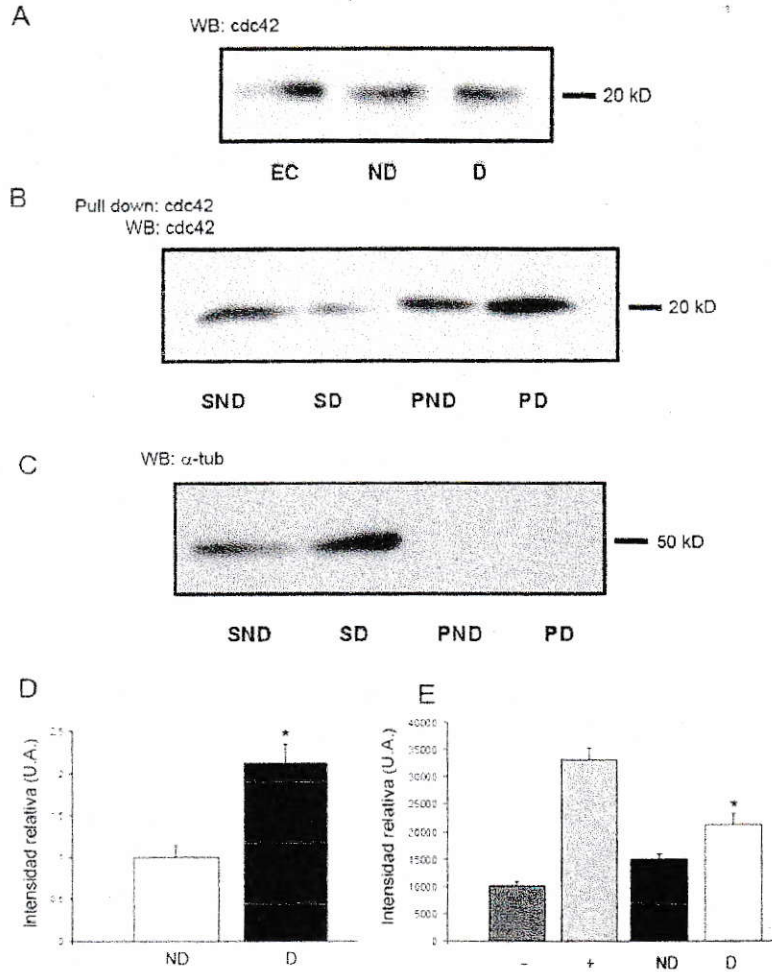 A
WB: cdc42
20 kD
EC ND D
B
Pull down: cdc42
WB: cdc42
20 kD
SND SD PND PD
C
WB: α-tub
50 kD
SND SD PND PD
D
Intensidad relativa (U.A.)
2
1
*
ND D
E
Intensidad relativa (U.A.)
40000
35000
30000
25000
20000
15000
10000
5000
0
*
- + ND D